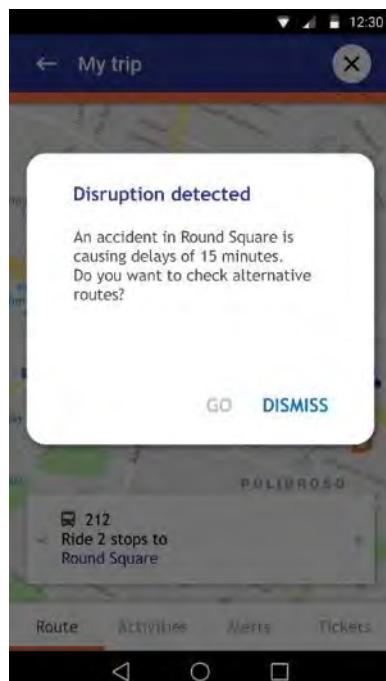 12:30
My trip
Disruption detected
An accident in Round Square is
causing delays of 15 minutes.
Do you want to check alternative
routes?
GO DISMISS
212
Ride 2 stops to
Round Square
Route Activities Alerts Tickets